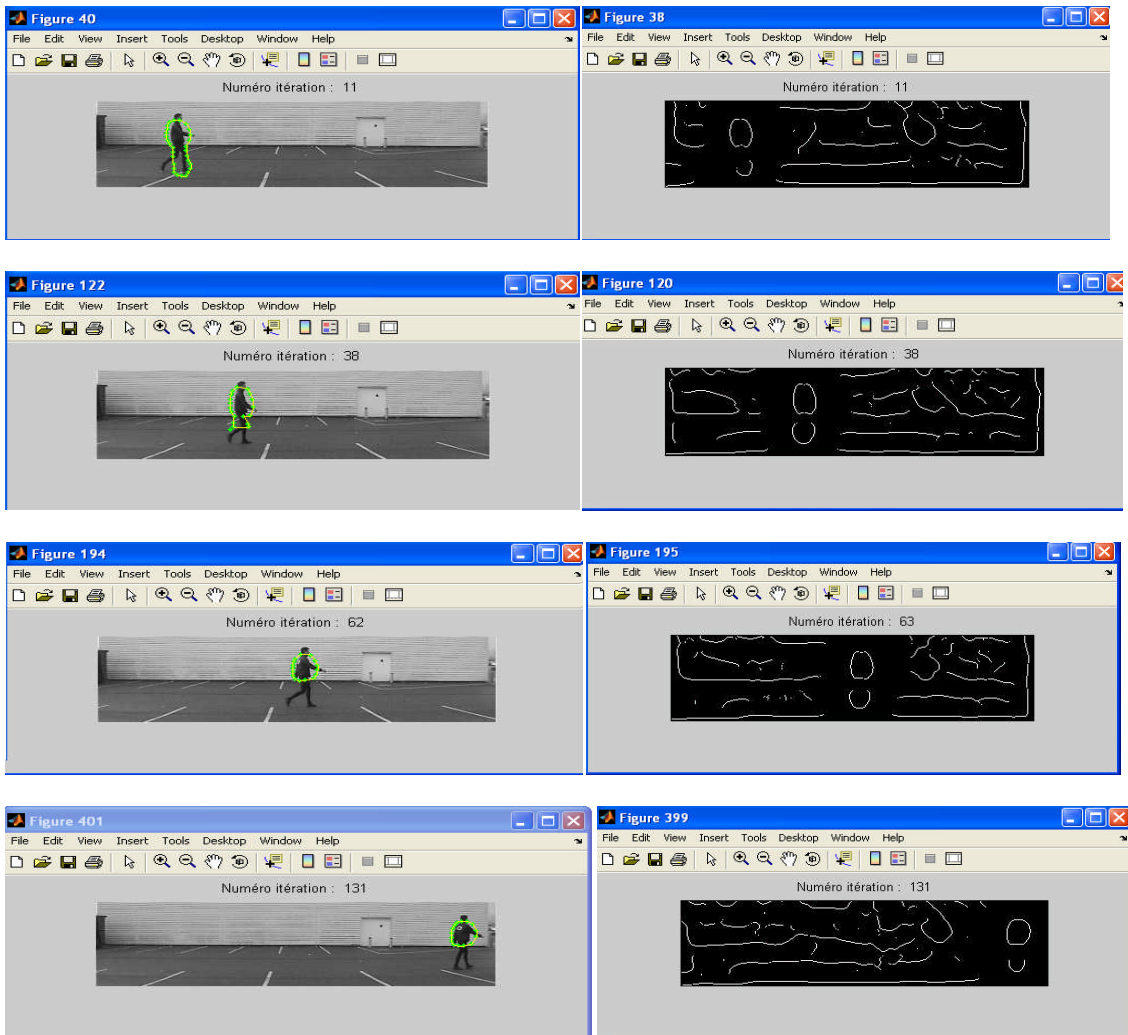 Figure 40
File Edit View Insert Tools Desktop Window Help
Numéro itération : 11
Figure 38
File Edit View Insert Tools Desktop Window Help
Numéro itération : 11
Figure 122
File Edit View Insert Tools Desktop Window Help
Numéro itération : 38
Figure 120
File Edit View Insert Tools Desktop Window Help
Numéro itération : 38
Figure 194
File Edit View Insert Tools Desktop Window Help
Numéro itération : 62
Figure 195
File Edit View Insert Tools Desktop Window Help
Numéro itération : 63
Figure 401
File Edit View Insert Tools Desktop Window Help
Numéro itération : 131
Figure 399
File Edit View Insert Tools Desktop Window Help
Numéro itération : 131